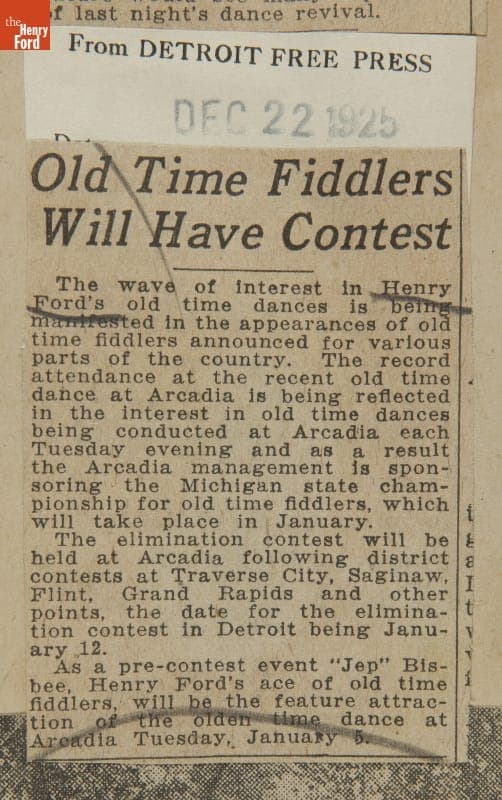 the
Henry
Ford
of last night's dance revival.
From DETROIT FREE PRESS
DEC 22 1925
Old Time Fiddlers
Will Have Contest
The wave of interest in Henry
Ford's old time dances is being
manifested in the appearances of old
time fiddlers announced for various
parts of the country. The record
attendance at the recent old time
dance at Arcadia is being reflected
in the interest in old time dances
being conducted at Arcadia each
Tuesday evening and as a result
the Arcadia management is spon-
soring the Michigan state cham-
pionship for old time fiddlers, which
will take place in January.
The elimination contest will be
held at Arcadia following district
contests at Traverse City, Saginaw,
Flint, Grand Rapids and other
points, the date for the elimina-
tion contest in Detroit being Janu-
ary 12.
As a pre-contest event "Jep" Bis-
bee, Henry Ford's ace of old time
fiddlers, will be the feature attrac-
tion of the olden time dance at
Arcadia Tuesday, January 5.